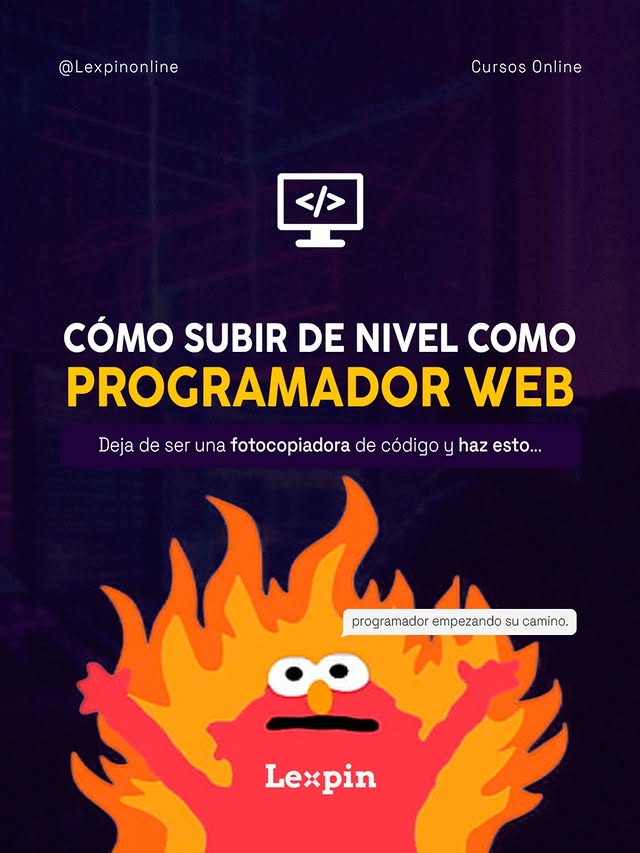 @Lexpinonline
Cursos Online
</>
CÓMO SUBIR DE NIVEL COMO
PROGRAMADOR WEB
Deja de ser una fotocopiadora de código y haz esto...
programador empezando su camino.
Lexpin